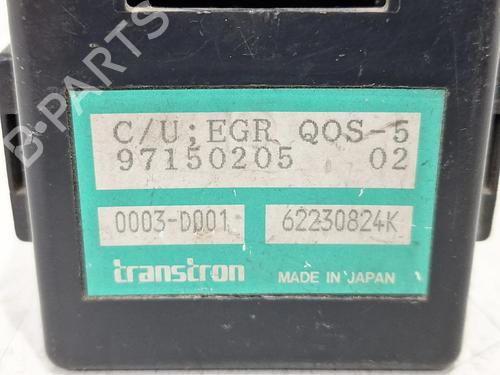 C/U;EGR QOS-5
97150205 02
0003-D001 62230824K
transtron MADE IN JAPAN
B-PARTS